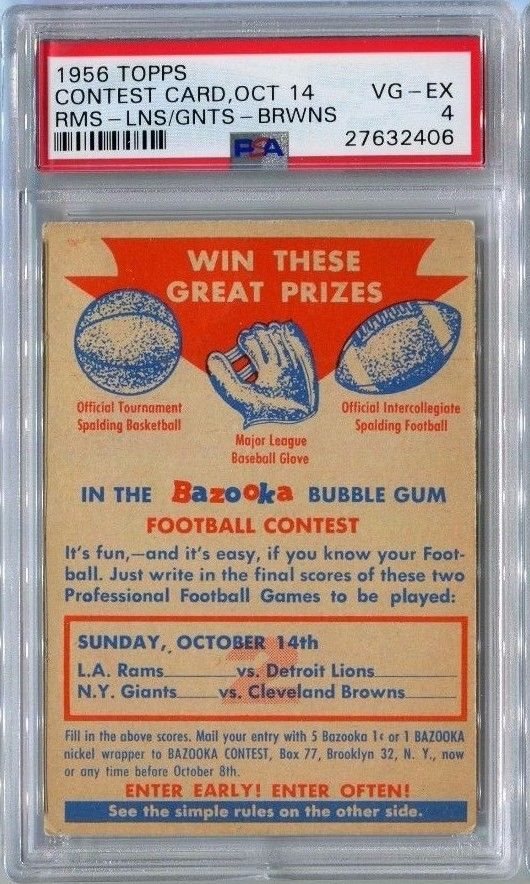 1956 TOPPS
CONTEST CARD,OCT 14 VG-EX
RMS-LNS/GNTS-BRWNS 4
PSA 27632406
WIN THESE
GREAT PRIZES
Official Tournament
Spalding Basketball
Major League
Baseball Glove
Official Intercollegiate
Spalding Football
IN THE Bazooka BUBBLE GUM
FOOTBALL CONTEST
It's fun,—and it's easy, if you know your Foot-
ball. Just write in the final scores of these two
Professional Football Games to be played:
2
SUNDAY,, OCTOBER 14th
L.A. Rams______ vs. Detroit Lions______
N.Y. Giants______ vs. Cleveland Browns______
Fill in the above scores. Mail your entry with 5 Bazooka 1¢ or 1 BAZOOKA
nickel wrapper to BAZOOKA CONTEST, Box 77, Brooklyn 32, N. Y., now
or any time before October 8th.
ENTER EARLY! ENTER OFTEN!
See the simple rules on the other side.